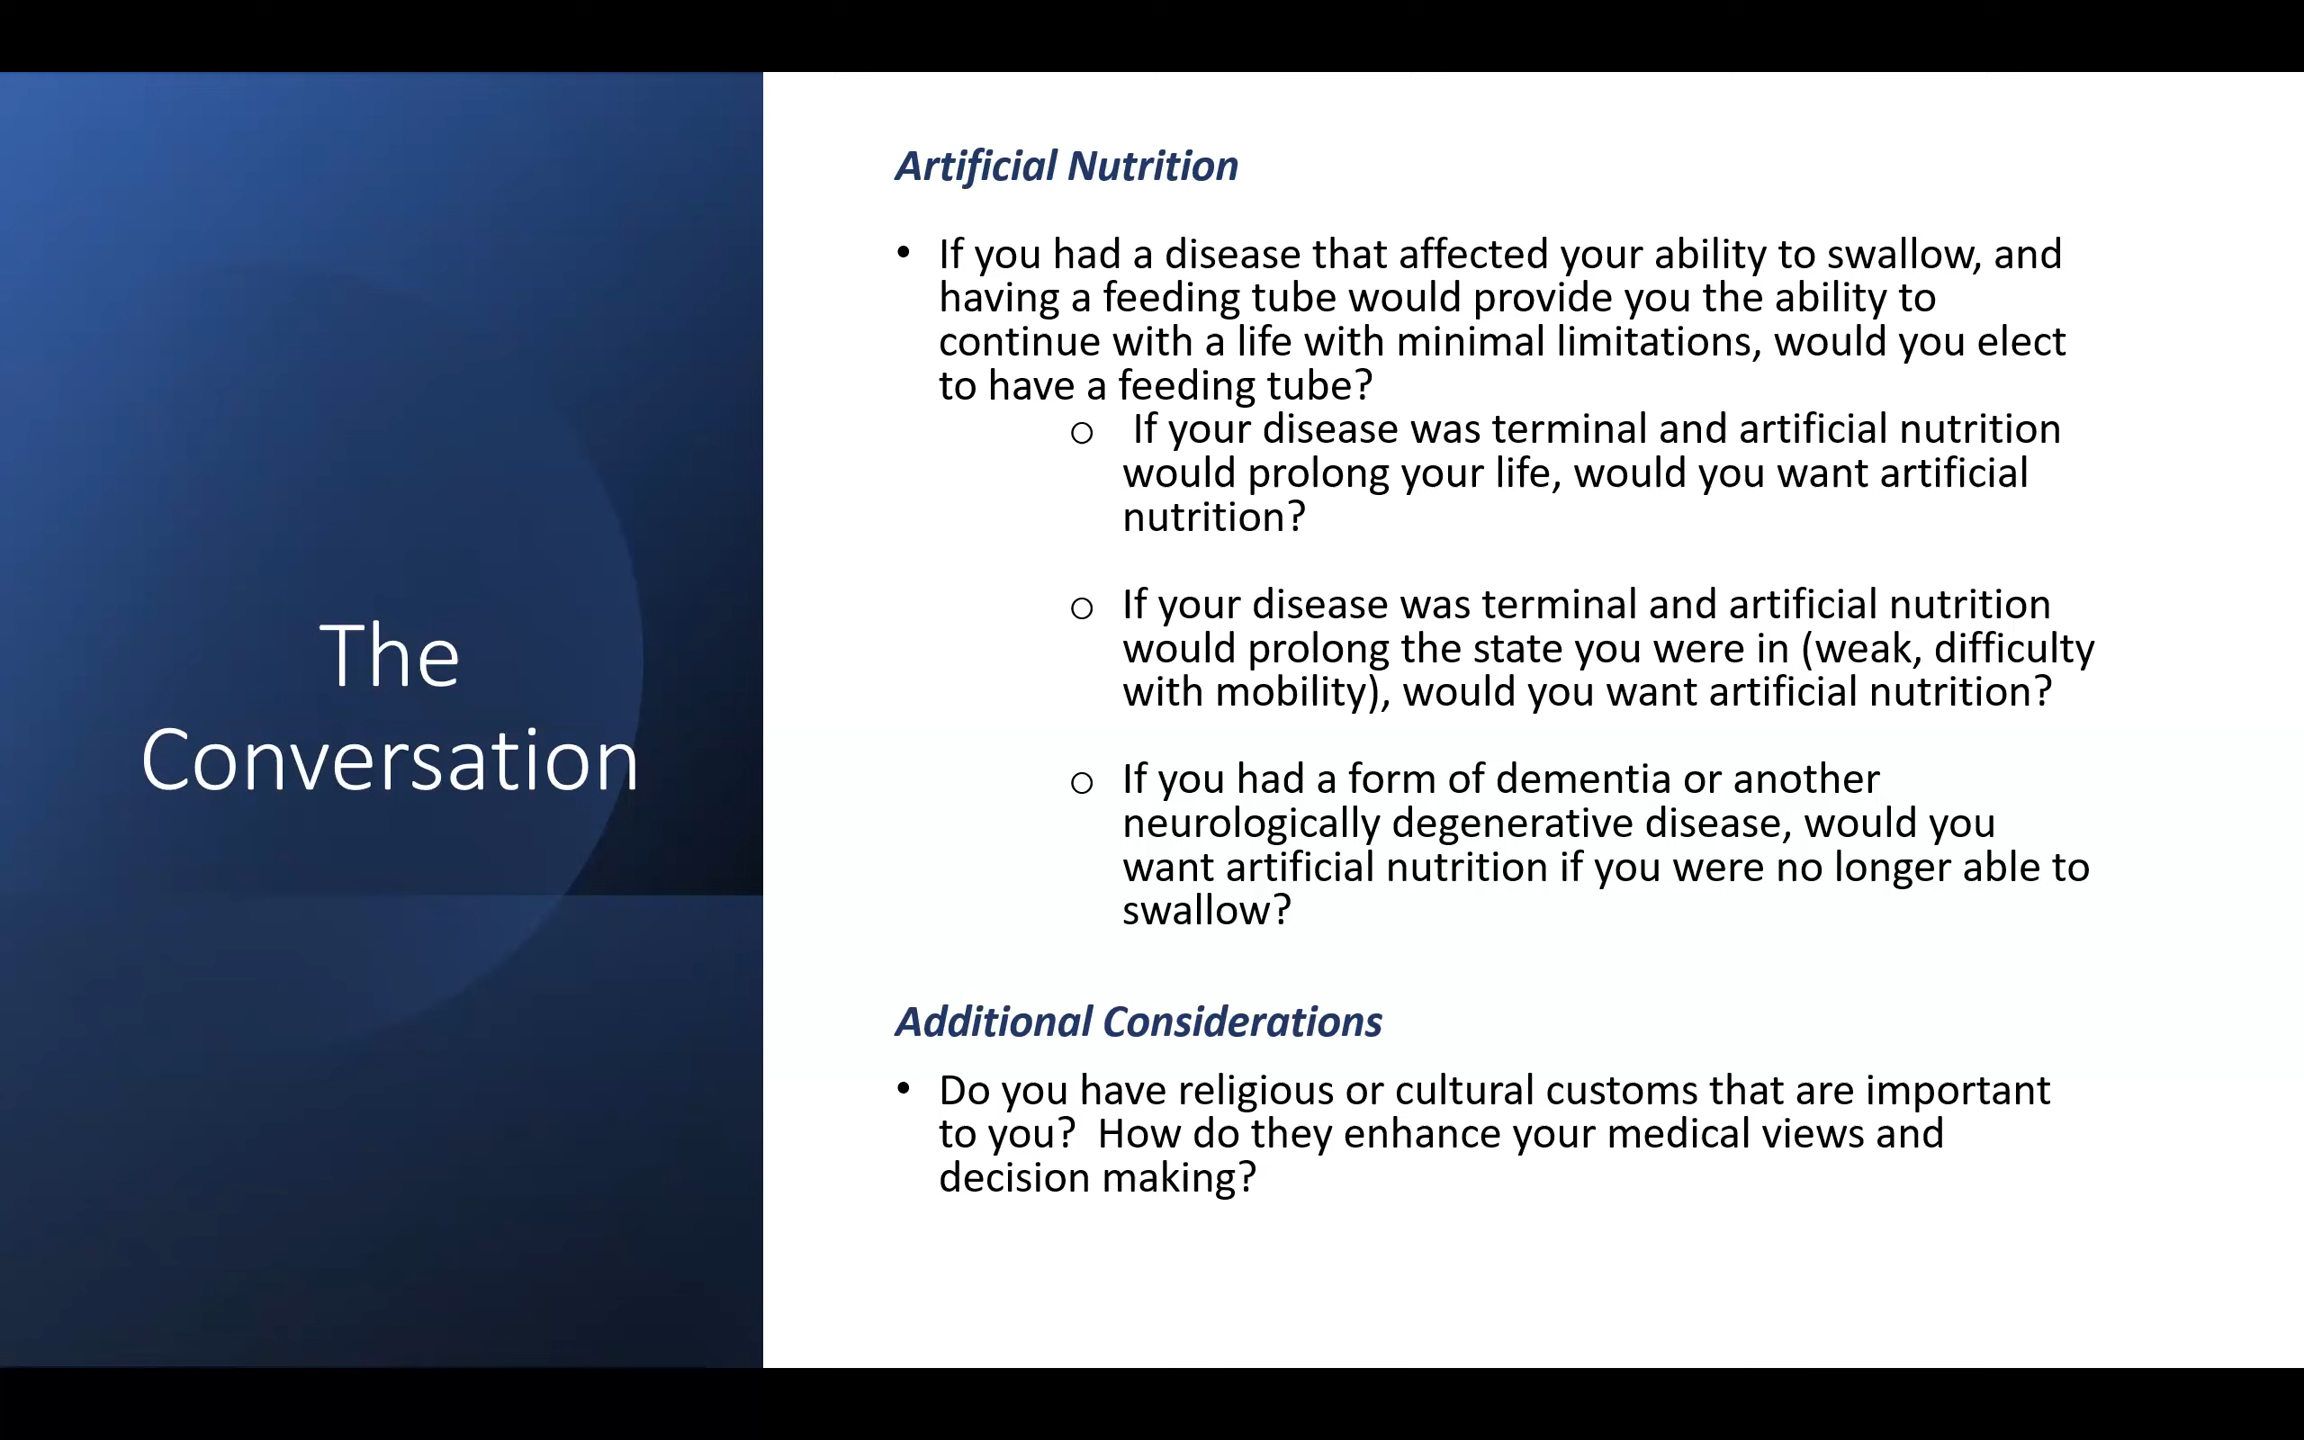 The
Conversation
Artificial Nutrition
• If you had a disease that affected your ability to swallow, and
having a feeding tube would provide you the ability to
continue with a life with minimal limitations, would you elect
to have a feeding tube?
o If your disease was terminal and artificial nutrition
would prolong your life, would you want artificial
nutrition?
o If your disease was terminal and artificial nutrition
would prolong the state you were in (weak, difficulty
with mobility), would you want artificial nutrition?
o If you had a form of dementia or another
neurologically degenerative disease, would you
want artificial nutrition if you were no longer able to
swallow?
Additional Considerations
• Do you have religious or cultural customs that are important
to you?  How do they enhance your medical views and
decision making?